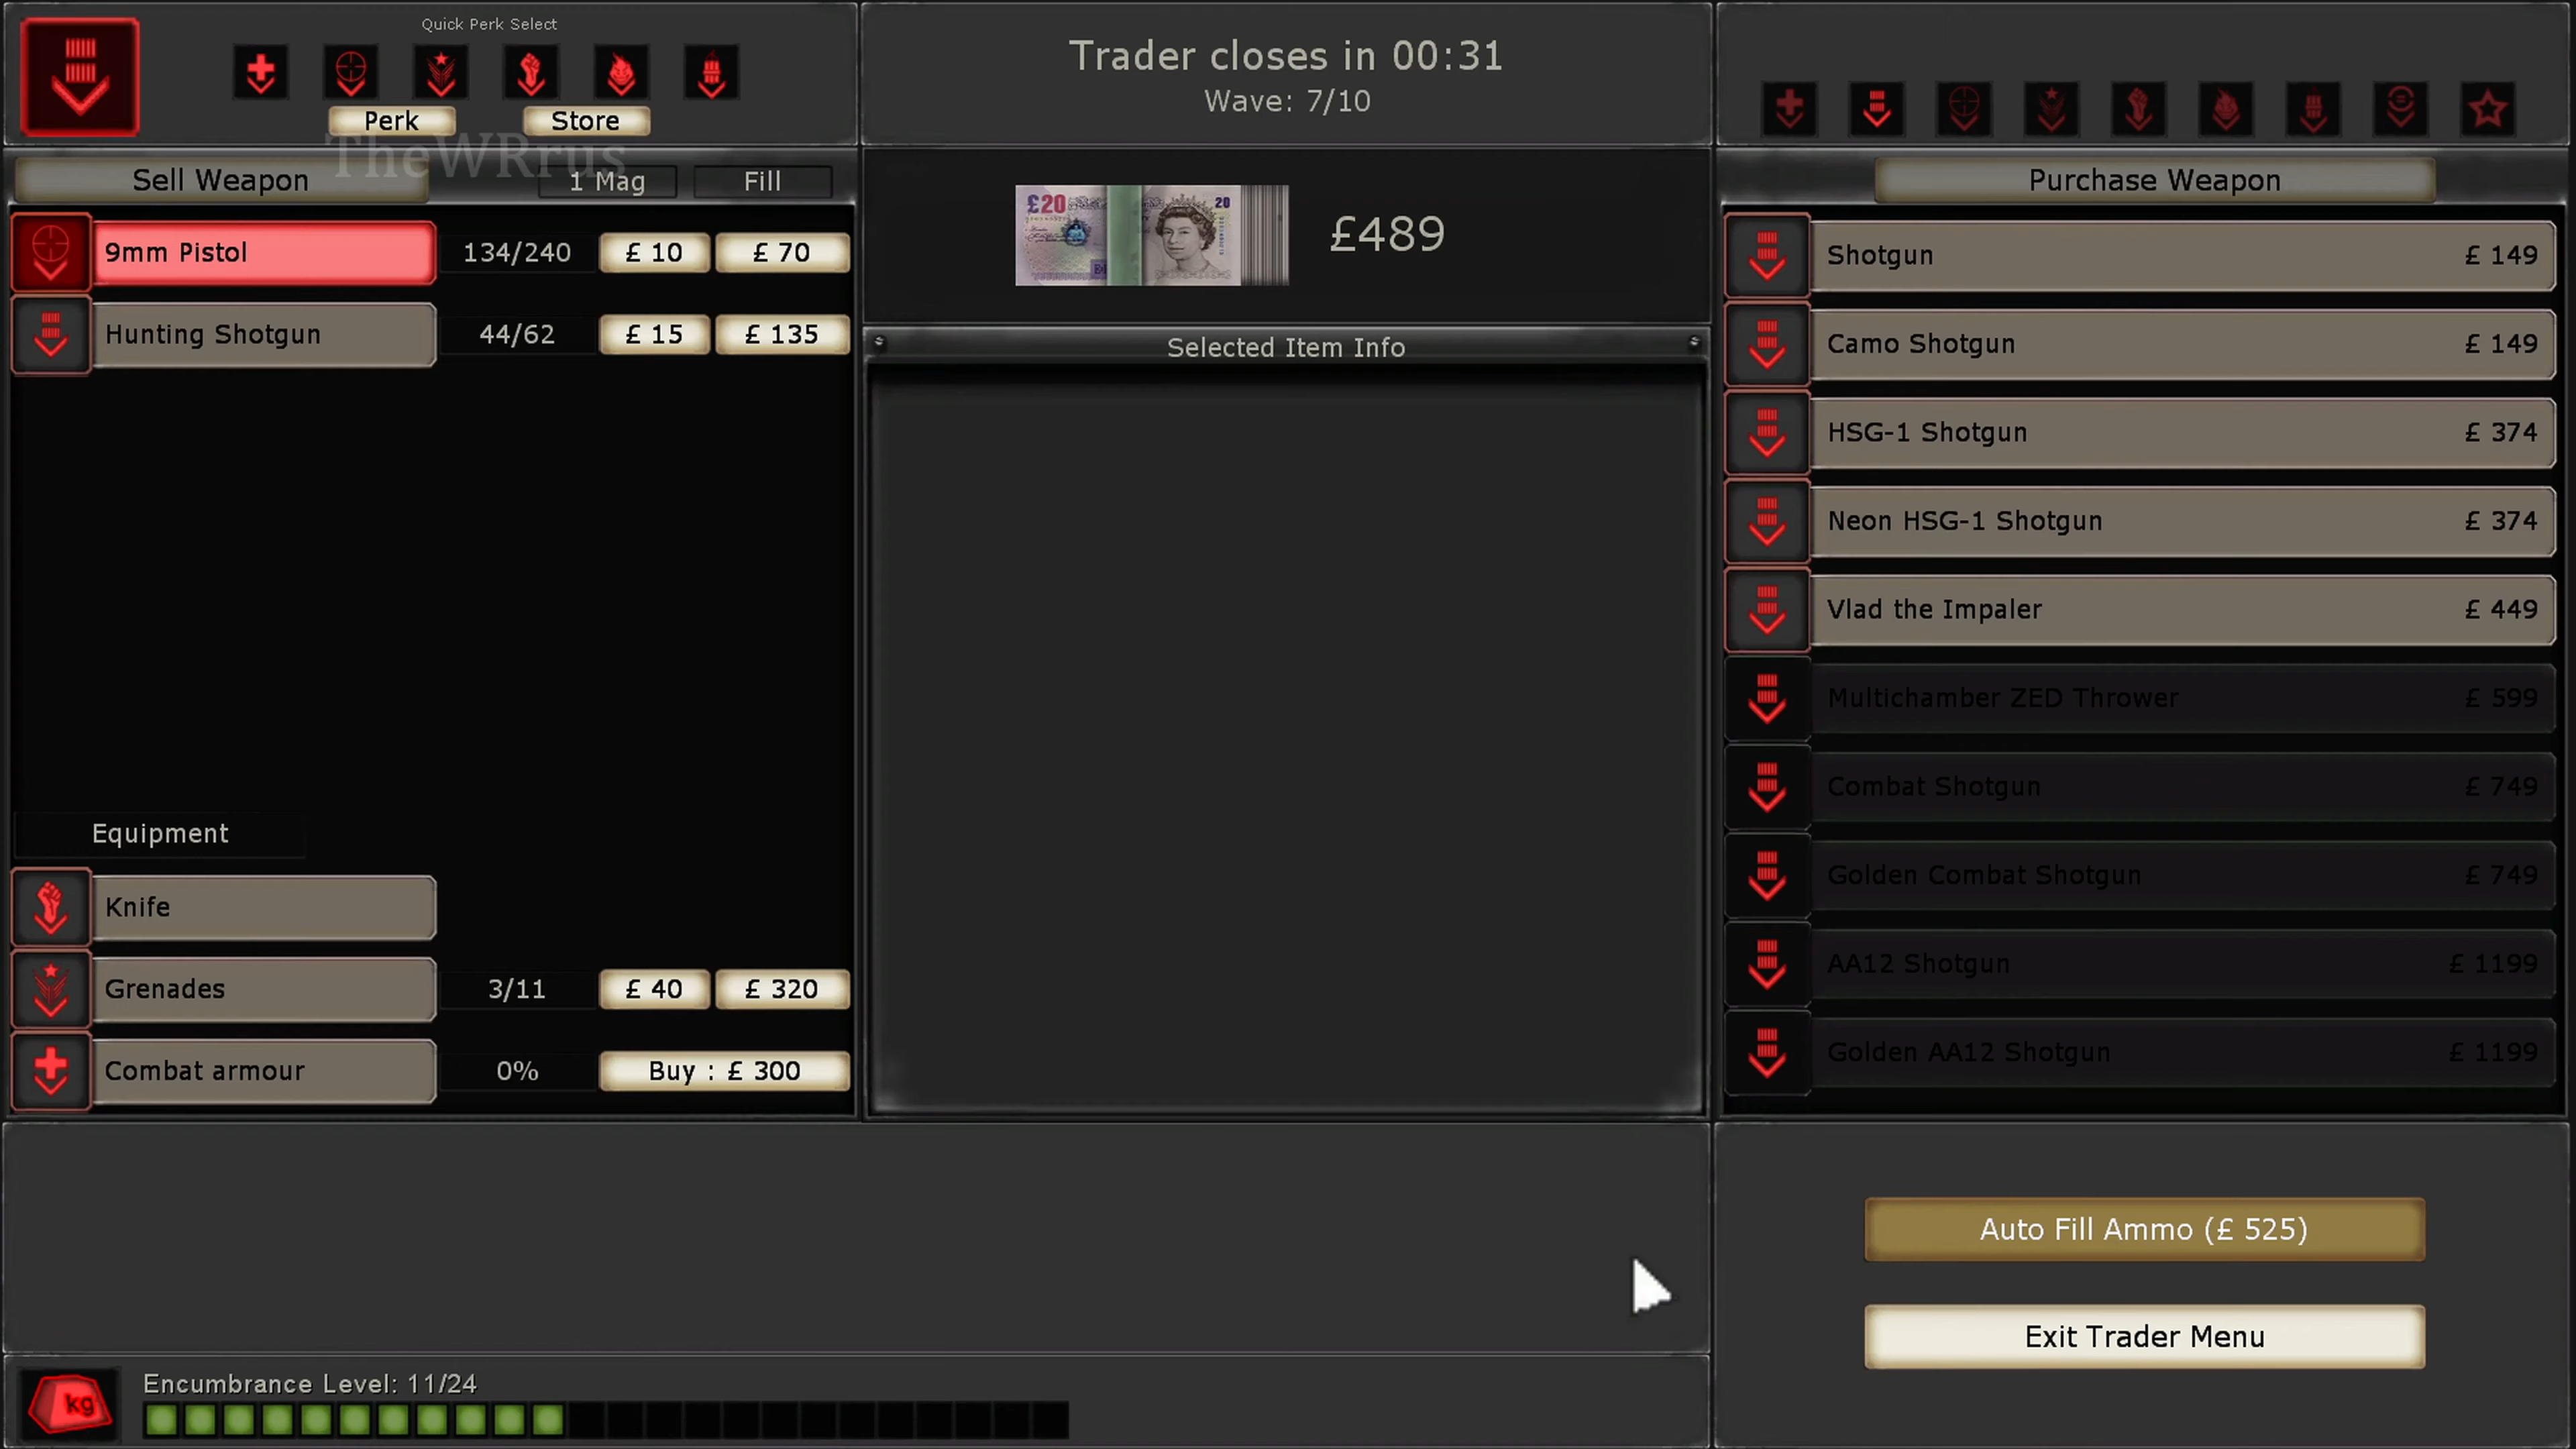 Quick Perk Select
Perk
Store
TheWRrus
Sell Weapon
1 Mag
Fill
9mm Pistol
134/240
£ 10
£ 70
Hunting Shotgun
44/62
£ 15
£ 135
Equipment
Knife
Grenades
3/11
£ 40
£ 320
Combat armour
0%
Buy : £ 300
Encumbrance Level: 11/24
kg
Trader closes in 00:31
Wave: 7/10
£20
20
£489
Selected Item Info
Purchase Weapon
Shotgun £ 149
Camo Shotgun £ 149
HSG-1 Shotgun £ 374
Neon HSG-1 Shotgun £ 374
Vlad the Impaler £ 449
Multichamber ZED Thrower £ 599
Combat Shotgun £ 749
Golden Combat Shotgun £ 749
AA12 Shotgun £ 1199
Golden AA12 Shotgun £ 1199
Auto Fill Ammo (£ 525)
Exit Trader Menu